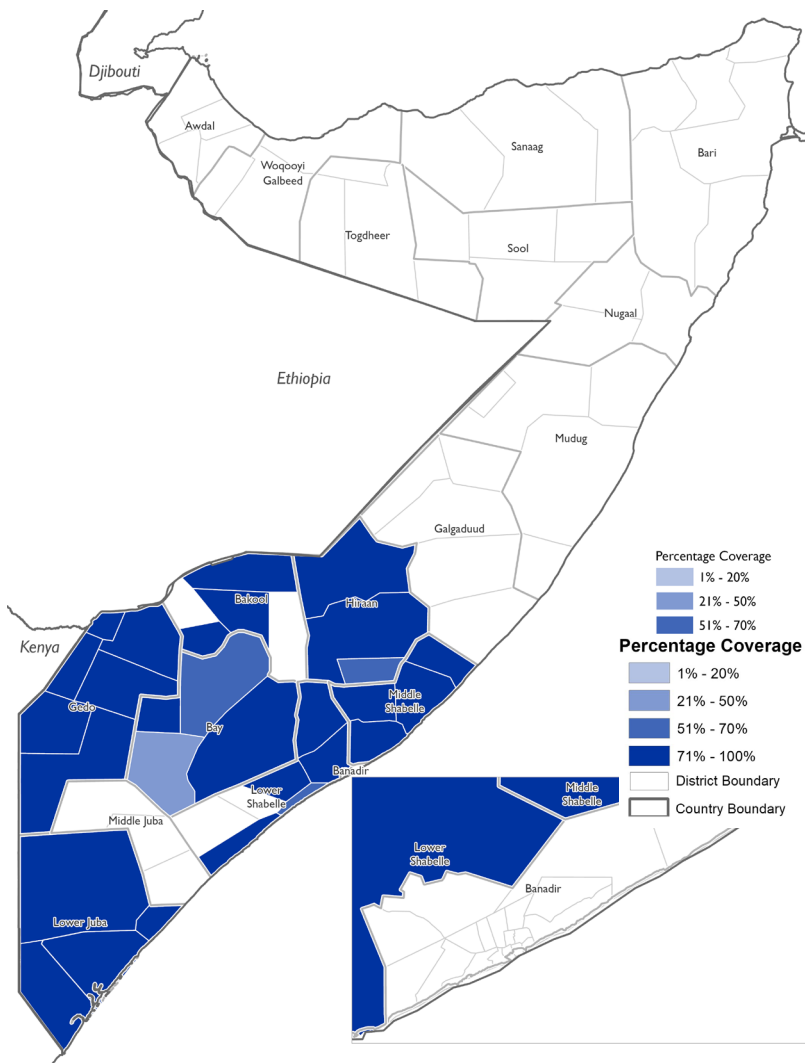 Djibouti
Awdal
Woqooyi
Galbeed
Togdheer
Sanaag
Sool
Bari
Nugaal
Ethiopia
Mudug
Galgaduud
Percentage Coverage
1% - 20%
21% - 50%
51% - 70%
Percentage Coverage
1% - 20%
21% - 50%
51% - 70%
71% - 100%
District Boundary
Country Boundary
Bakool
Hiraan
Kenya
Gedo
Bay
Middle
Shabelle
Banadir
Lower
Shabelle
Middle Juba
Lower Juba
Middle
Shabelle
Lower
Shabelle
Banadir